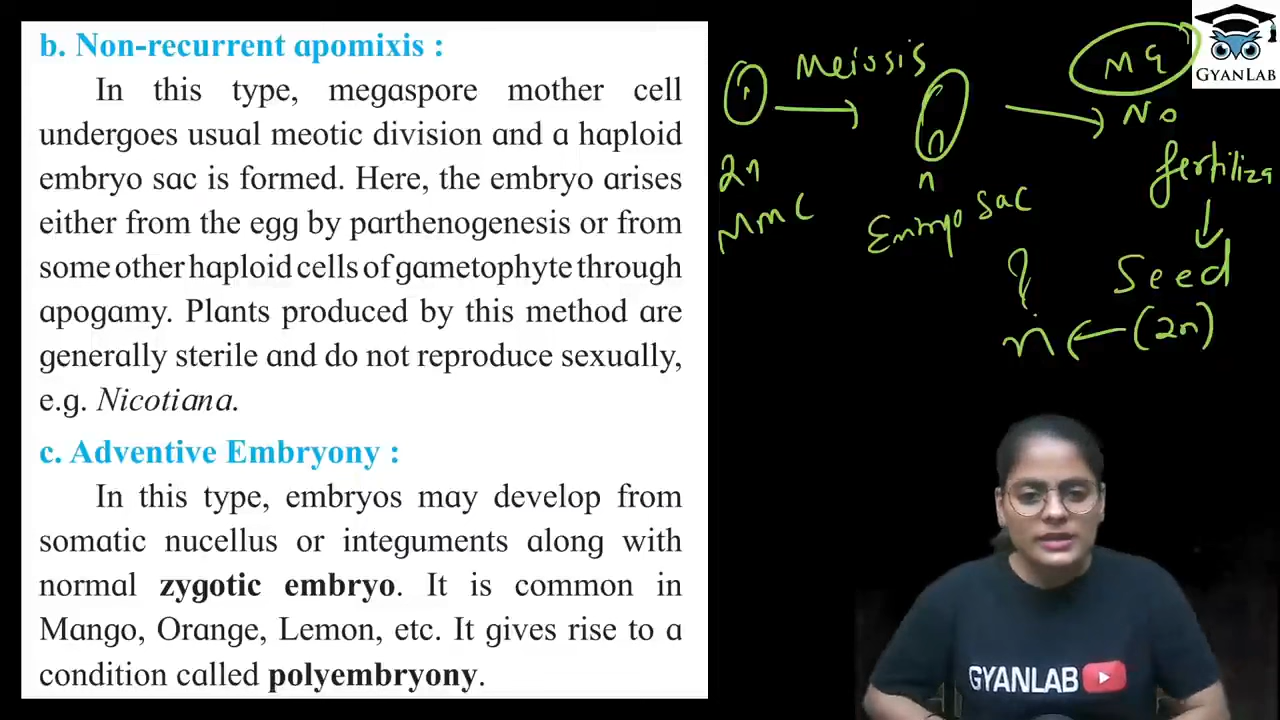 b. Non-recurrent apomixis :
In this type, megaspore mother cell
undergoes usual meotic division and a haploid
embryo sac is formed. Here, the embryo arises
either from the egg by parthenogenesis or from
some other haploid cells of gametophyte through
apogamy. Plants produced by this method are
generally sterile and do not reproduce sexually,
e.g. Nicotiana.
c. Adventive Embryony :
In this type, embryos may develop from
somatic nucellus or integuments along with
normal zygotic embryo. It is common in
Mango, Orange, Lemon, etc. It gives rise to a
condition called polyembryony.
Meiosis
2n
MMC
n
Embryo sac
No
fertiliza
Seed
(2n)
n
GYANLAB
GYANLAB